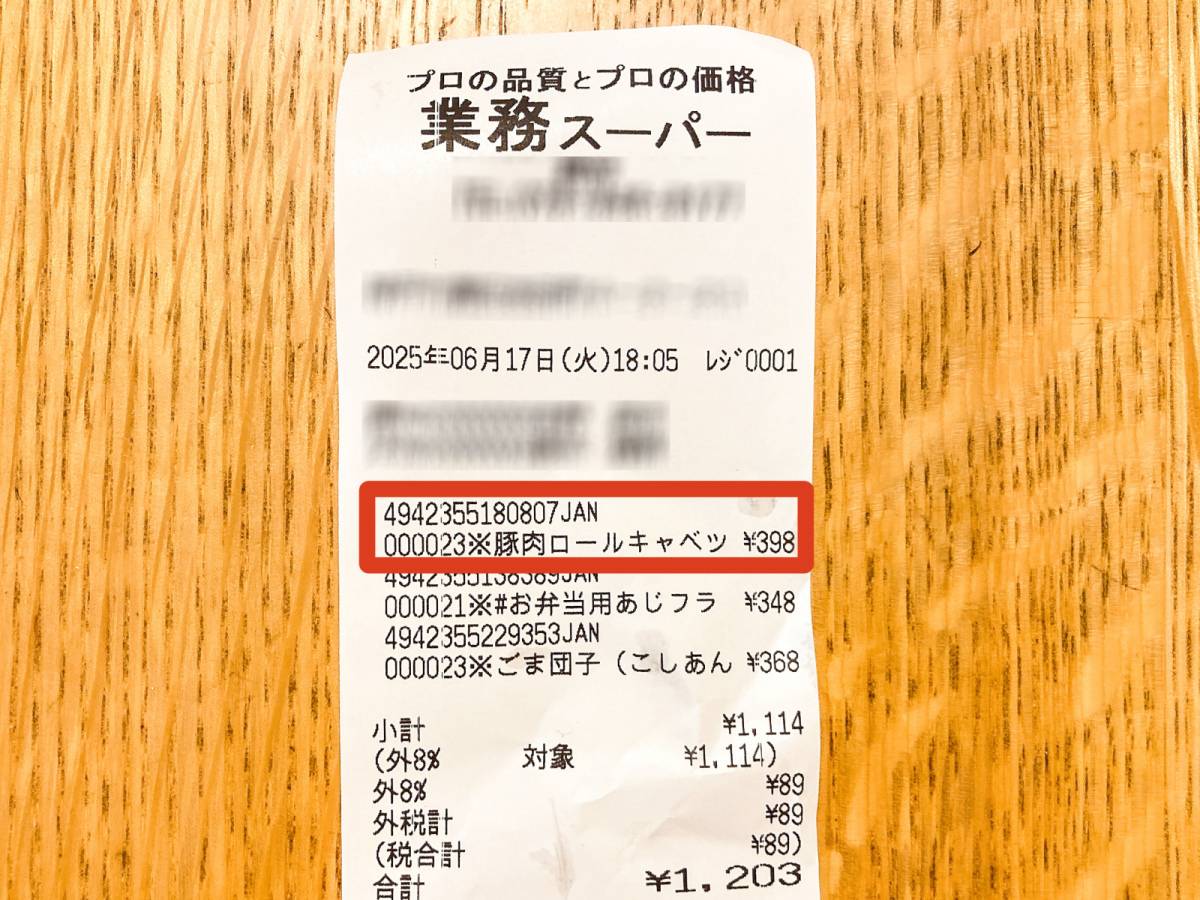 プロの品質とプロの価格
業務スーパー
2025年06月17日(火)18:05 ﾚｼﾞ0001
4942355180807JAN
000023※豚肉ロールキャベツ ¥398
4942355138389JAN
000021※#お弁当用あじフラ ¥348
4942355229353JAN
000023※ごま団子（こしあん ¥368
小計 ¥1,114
(外8% 対象 ¥1,114)
外8% ¥89
外税計 ¥89
(税合計 ¥89)
合計 ¥1,203